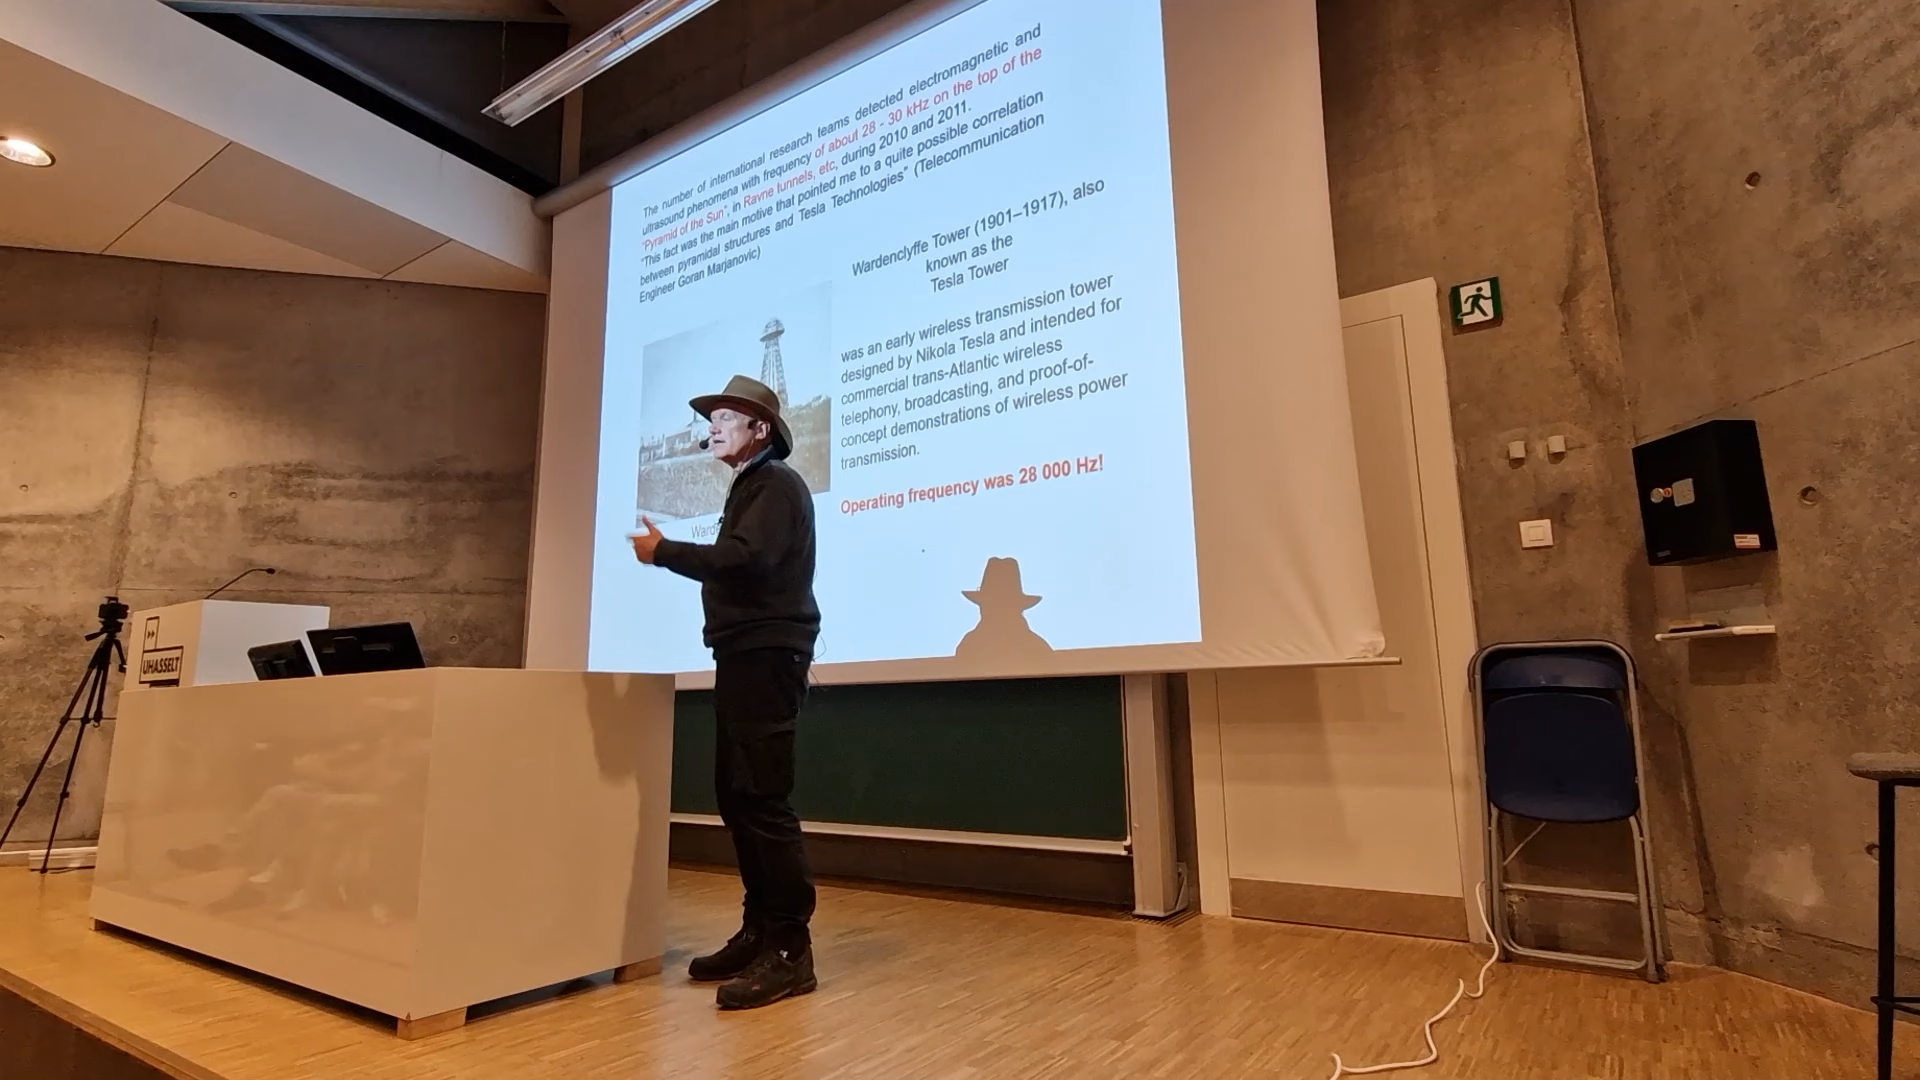 The number of international research teams detected electromagnetic and
ultrasound phenomena with frequency of about 28 - 30 kHz on the top of the
"Pyramid of the Sun", in Ravne tunnels, etc, during 2010 and 2011.
"This fact was the main motive that pointed me to a quite possible correlation
between pyramidal structures and Tesla Technologies" (Telecommunication
Engineer Goran Marjanovic)
Wardenclyffe Tower (1901–1917), also
known as the
Tesla Tower
was an early wireless transmission tower
designed by Nikola Tesla and intended for
commercial trans-Atlantic wireless
telephony, broadcasting, and proof-of-
concept demonstrations of wireless power
transmission.
Operating frequency was 28 000 Hz!
UHASSELT